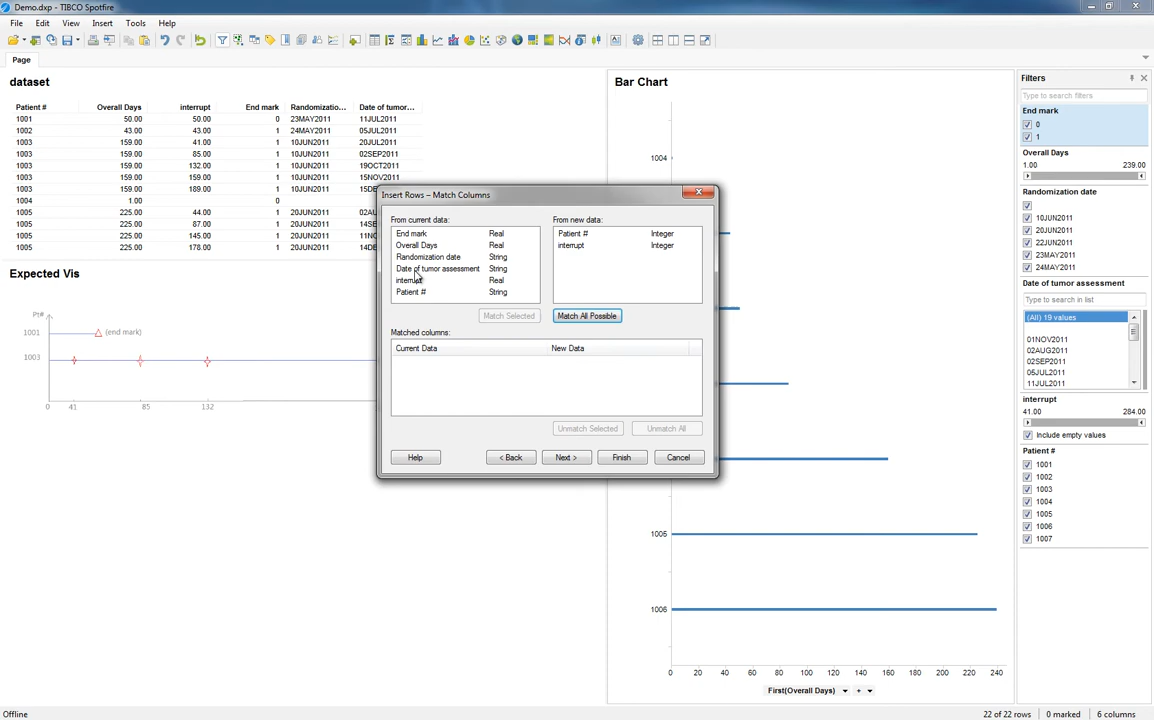 Demo.dxp - TIBCO Spotfire
File Edit View Insert Tools Help
Page
dataset
Patient # Overall Days interrupt End mark Randomizatio... Date of tumor...
1001 50.00 50.00 0 23MAY2011 11JUL2011
1002 43.00 43.00 1 24MAY2011 05JUL2011
1003 159.00 41.00 1 10JUN2011 20JUL2011
1003 159.00 85.00 1 10JUN2011 02SEP2011
1003 159.00 132.00 1 10JUN2011 19OCT2011
1003 159.00 159.00 1 10JUN2011 15NOV2011
1003 159.00 189.00 1 10JUN2011 15DE
1004 1.00 0
1005 225.00 44.00 1 20JUN2011 02AU
1005 225.00 87.00 1 20JUN2011 14SE
1005 225.00 145.00 1 20JUN2011 11NO
1005 225.00 178.00 1 20JUN2011 14DE
Expected Vis
Pt#
1001 (end mark)
1003
0 41 85 132
Insert Rows – Match Columns
From current data: From new data:
End mark Real
Overall Days Real
Randomization date String
Date of tumor assessment String
interrupt Real
Patient # String
Patient # Integer
interrupt Integer
Match Selected Match All Possible
Matched columns:
Current Data New Data
Unmatch Selected Unmatch All
Help < Back Next > Finish Cancel
Bar Chart
1004
1005
1006
0 20 40 60 80 100 120 140 160 180 200 220 240
First(Overall Days) +
Filters
Type to search filters
End mark
0
1
Overall Days
1.00 239.00
Randomization date
10JUN2011
20JUN2011
22JUN2011
23MAY2011
24MAY2011
Date of tumor assessment
Type to search in list
(All) 19 values
01NOV2011
02AUG2011
02SEP2011
05JUL2011
11JUL2011
interrupt
41.00 284.00
Include empty values
Patient #
1001
1002
1003
1004
1005
1006
1007
Offline 22 of 22 rows 0 marked 6 columns